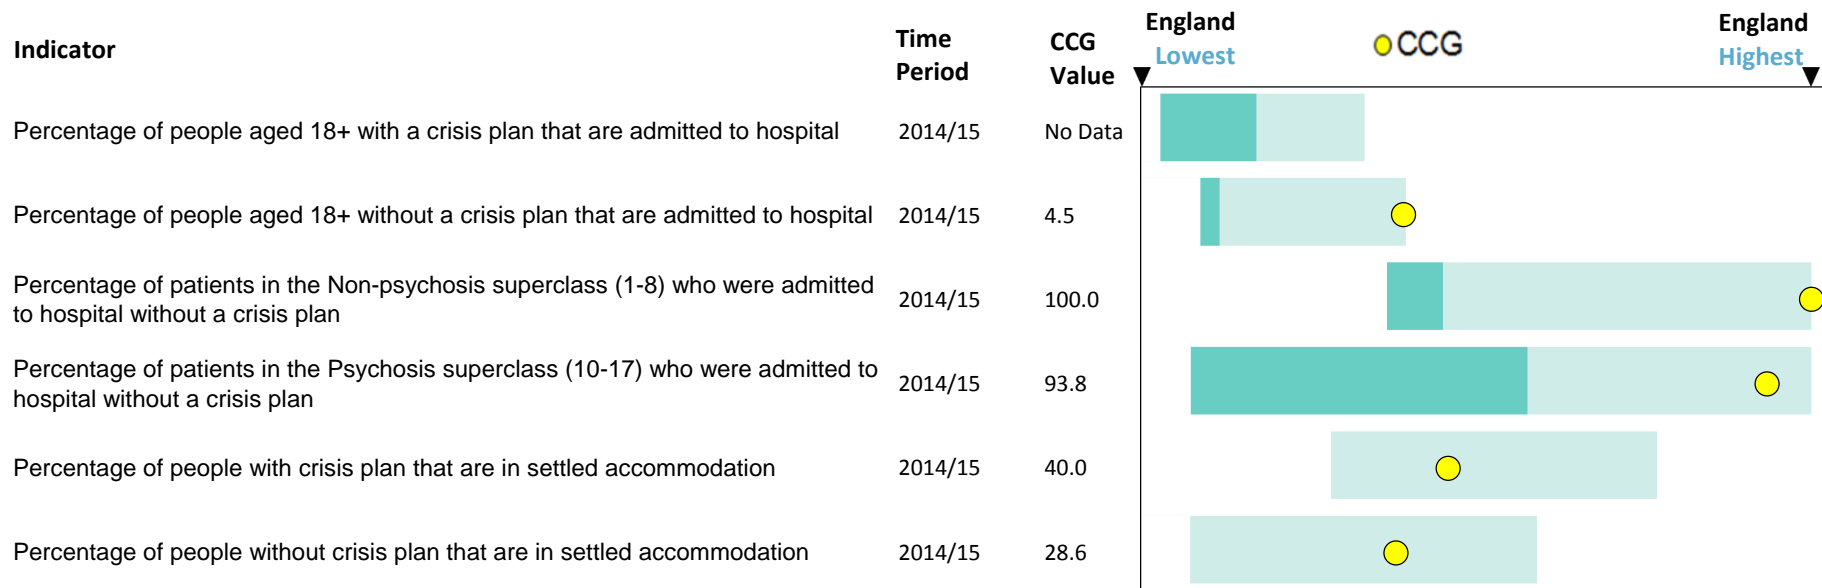 Indicator
Time
Period
CCG
Value
England
Lowest
CCG
England
Highest
Percentage of people aged 18+ with a crisis plan that are admitted to hospital 2014/15 No Data
Percentage of people aged 18+ without a crisis plan that are admitted to hospital 2014/15 4.5
Percentage of patients in the Non-psychosis superclass (1-8) who were admitted
to hospital without a crisis plan
2014/15 100.0
Percentage of patients in the Psychosis superclass (10-17) who were admitted to
hospital without a crisis plan
2014/15 93.8
Percentage of people with crisis plan that are in settled accommodation 2014/15 40.0
Percentage of people without crisis plan that are in settled accommodation 2014/15 28.6